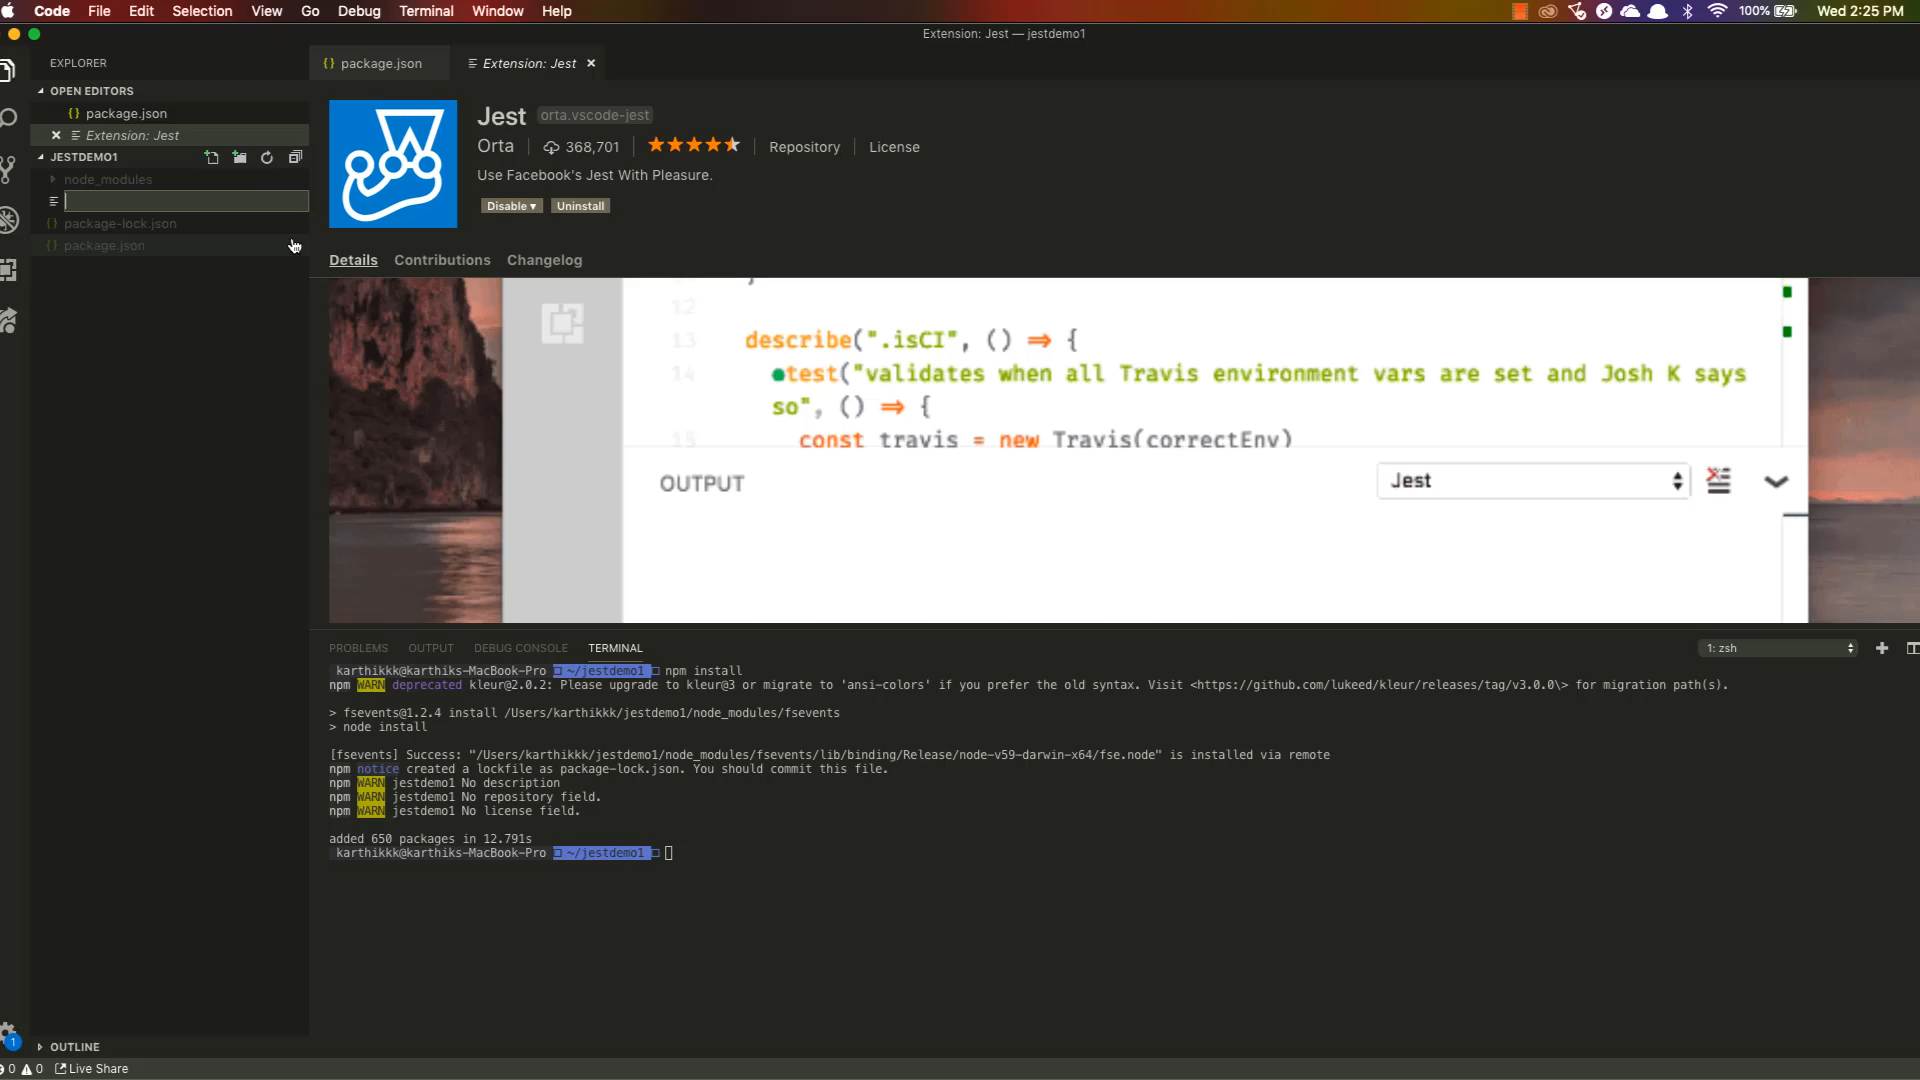 Code File Edit Selection View Go Debug Terminal Window Help 100% Wed 2:25 PM
Extension: Jest — jestdemo1
EXPLORER
OPEN EDITORS
{} package.json
Extension: Jest
JESTDEMO1
node_modules
{} package-lock.json
{} package.json
{} package.json
Extension: Jest
Jest orta.vscode-jest
Orta 368,701 Repository License
Use Facebook's Jest With Pleasure.
Disable Uninstall
Details Contributions Changelog
12
13 describe(".isCI", () => {
14 test("validates when all Travis environment vars are set and Josh K says
so", () => {
15 const travis = new Travis(correctEnv)
OUTPUT Jest
PROBLEMS OUTPUT DEBUG CONSOLE TERMINAL 1: zsh
karthikkk@karthiks-MacBook-Pro ~/jestdemo1 npm install
npm WARN deprecated kleur@2.0.2: Please upgrade to kleur@3 or migrate to 'ansi-colors' if you prefer the old syntax. Visit <https://github.com/lukeed/kleur/releases/tag/v3.0.0\> for migration path(s).
> fsevents@1.2.4 install /Users/karthikkk/jestdemo1/node_modules/fsevents
> node install
[fsevents] Success: "/Users/karthikkk/jestdemo1/node_modules/fsevents/lib/binding/Release/node-v59-darwin-x64/fse.node" is installed via remote
npm notice created a lockfile as package-lock.json. You should commit this file.
npm WARN jestdemo1 No description
npm WARN jestdemo1 No repository field.
npm WARN jestdemo1 No license field.
added 650 packages in 12.791s
karthikkk@karthiks-MacBook-Pro ~/jestdemo1
1
OUTLINE
0 0 Live Share